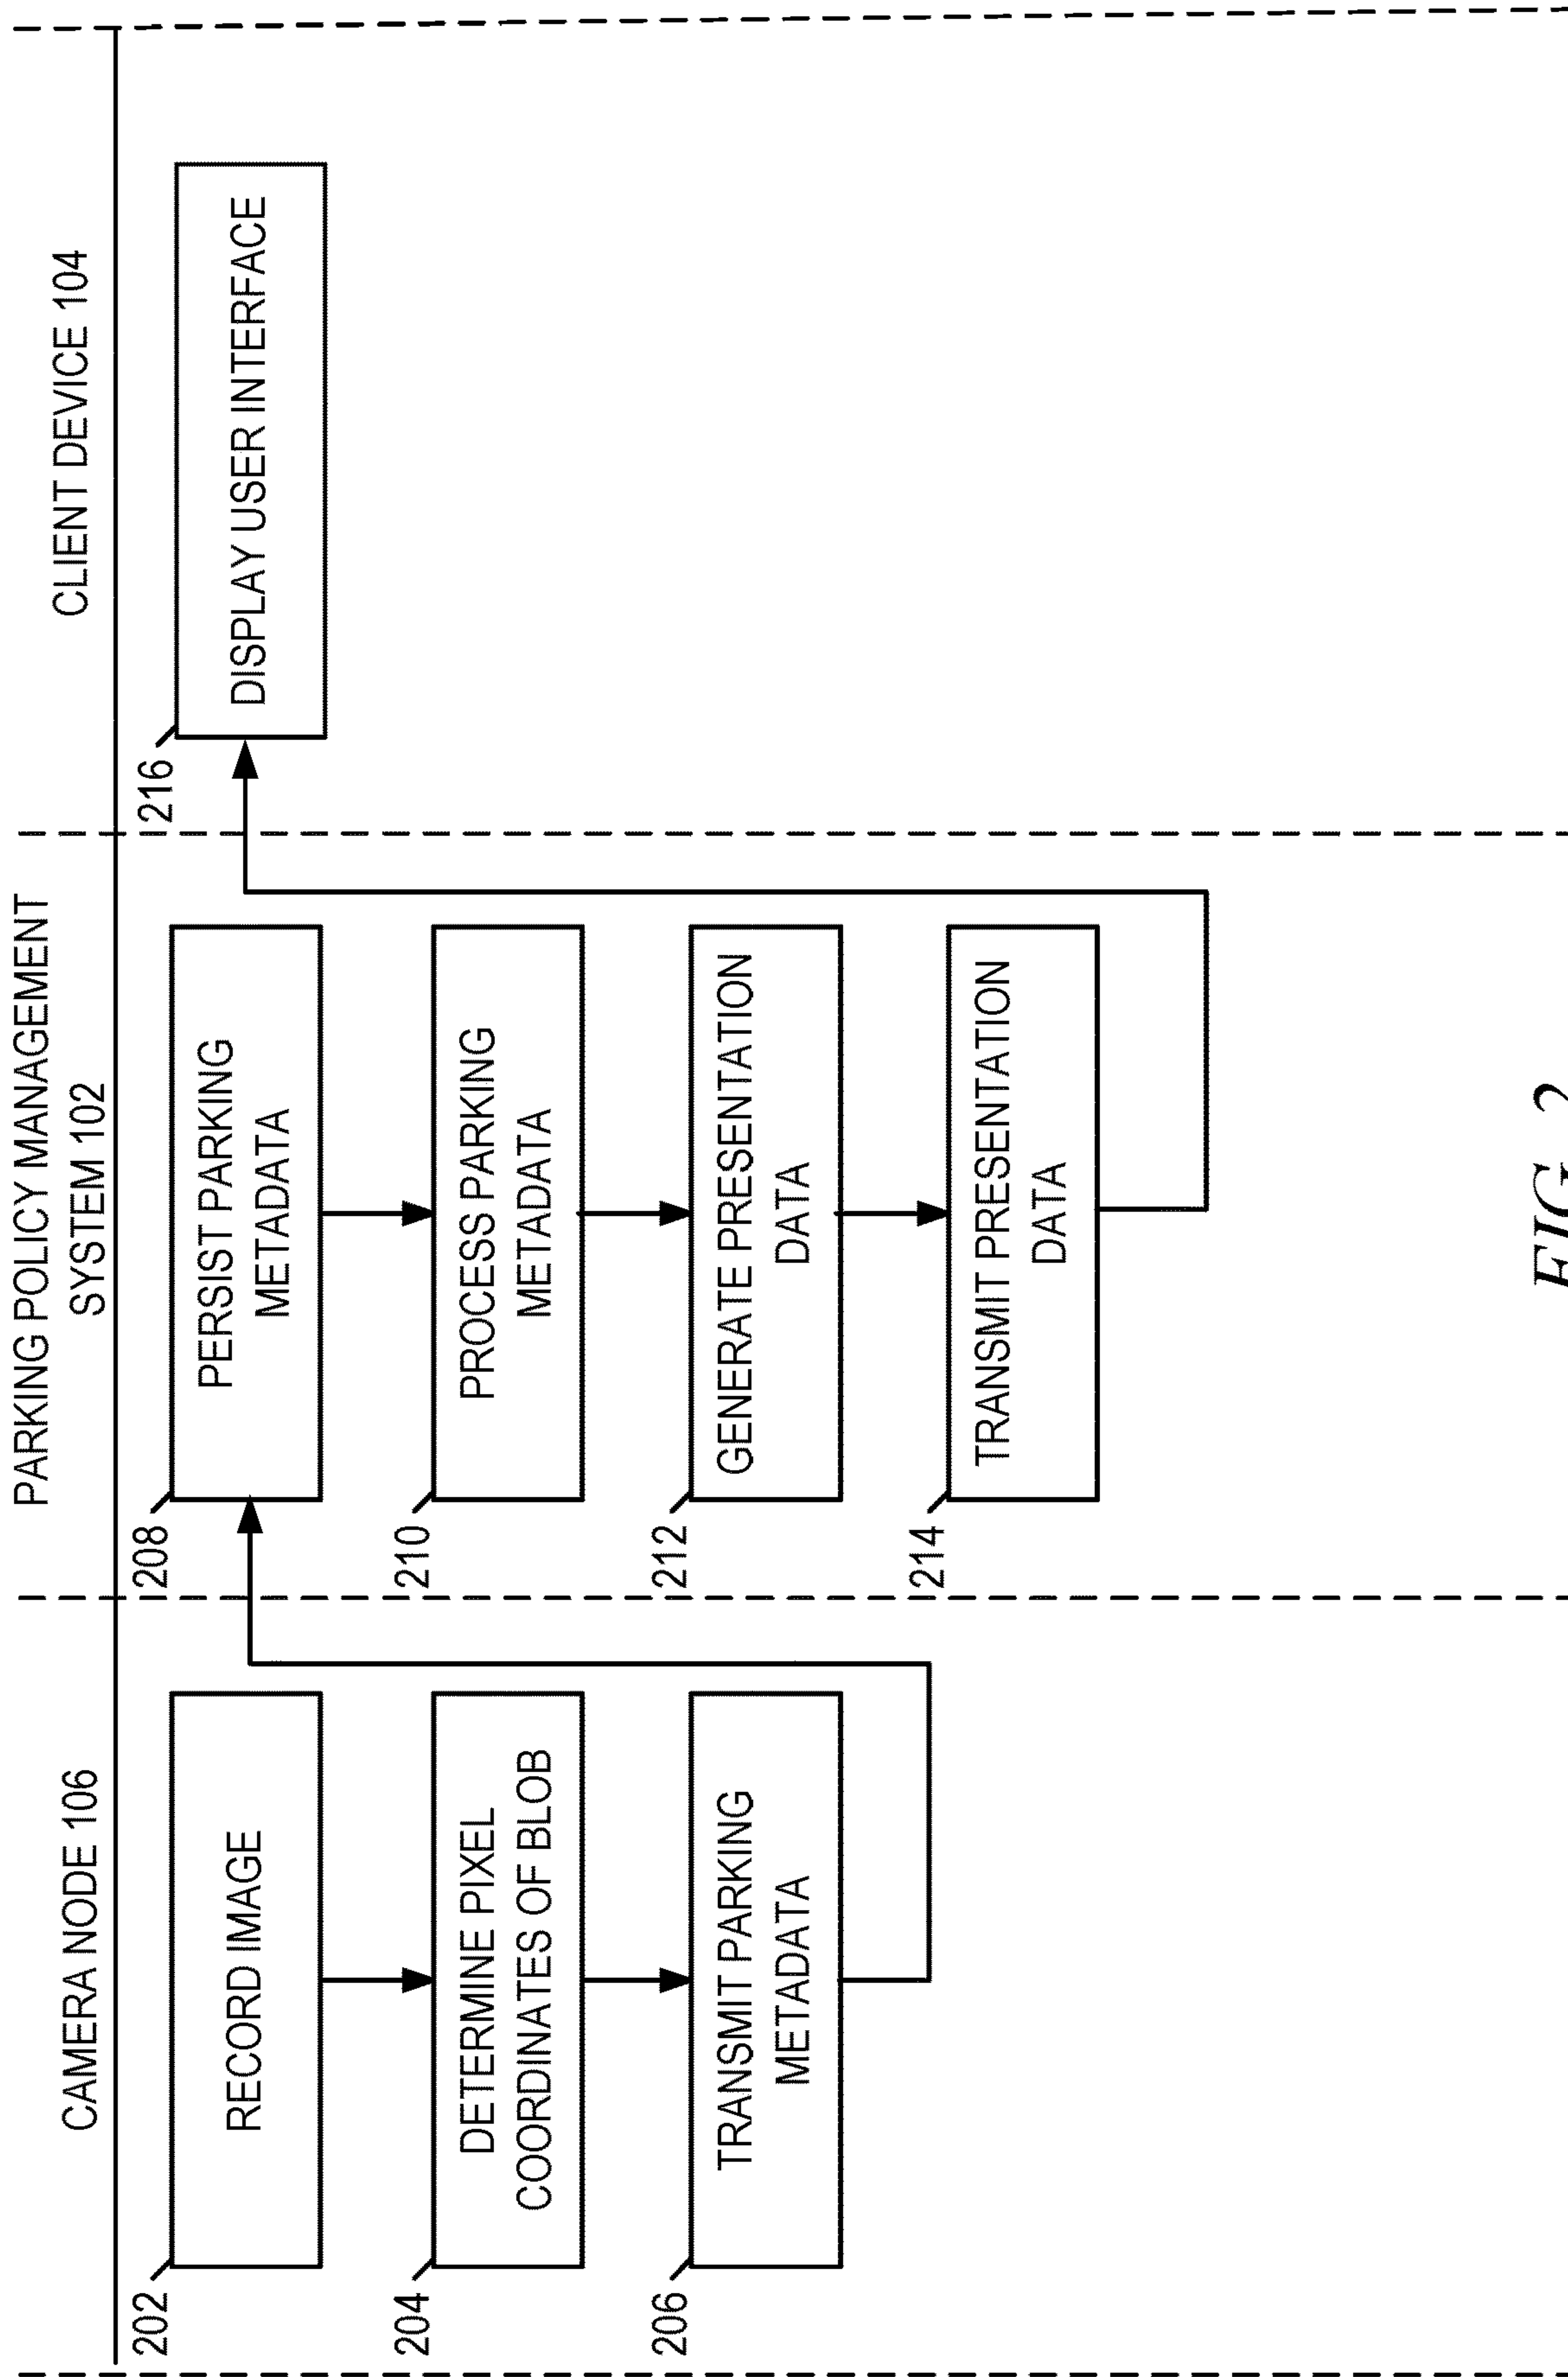 CAMERA NODE 106
PARKING POLICY MANAGEMENT
SYSTEM 102
CLIENT DEVICE 104
202
RECORD IMAGE
204
DETERMINE PIXEL
COORDINATES OF BLOB
206
TRANSMIT PARKING
METADATA
208
PERSIST PARKING
METADATA
210
PROCESS PARKING
METADATA
212
GENERATE PRESENTATION
DATA
214
TRANSMIT PRESENTATION
DATA
216
DISPLAY USER INTERFACE
FIG. 2